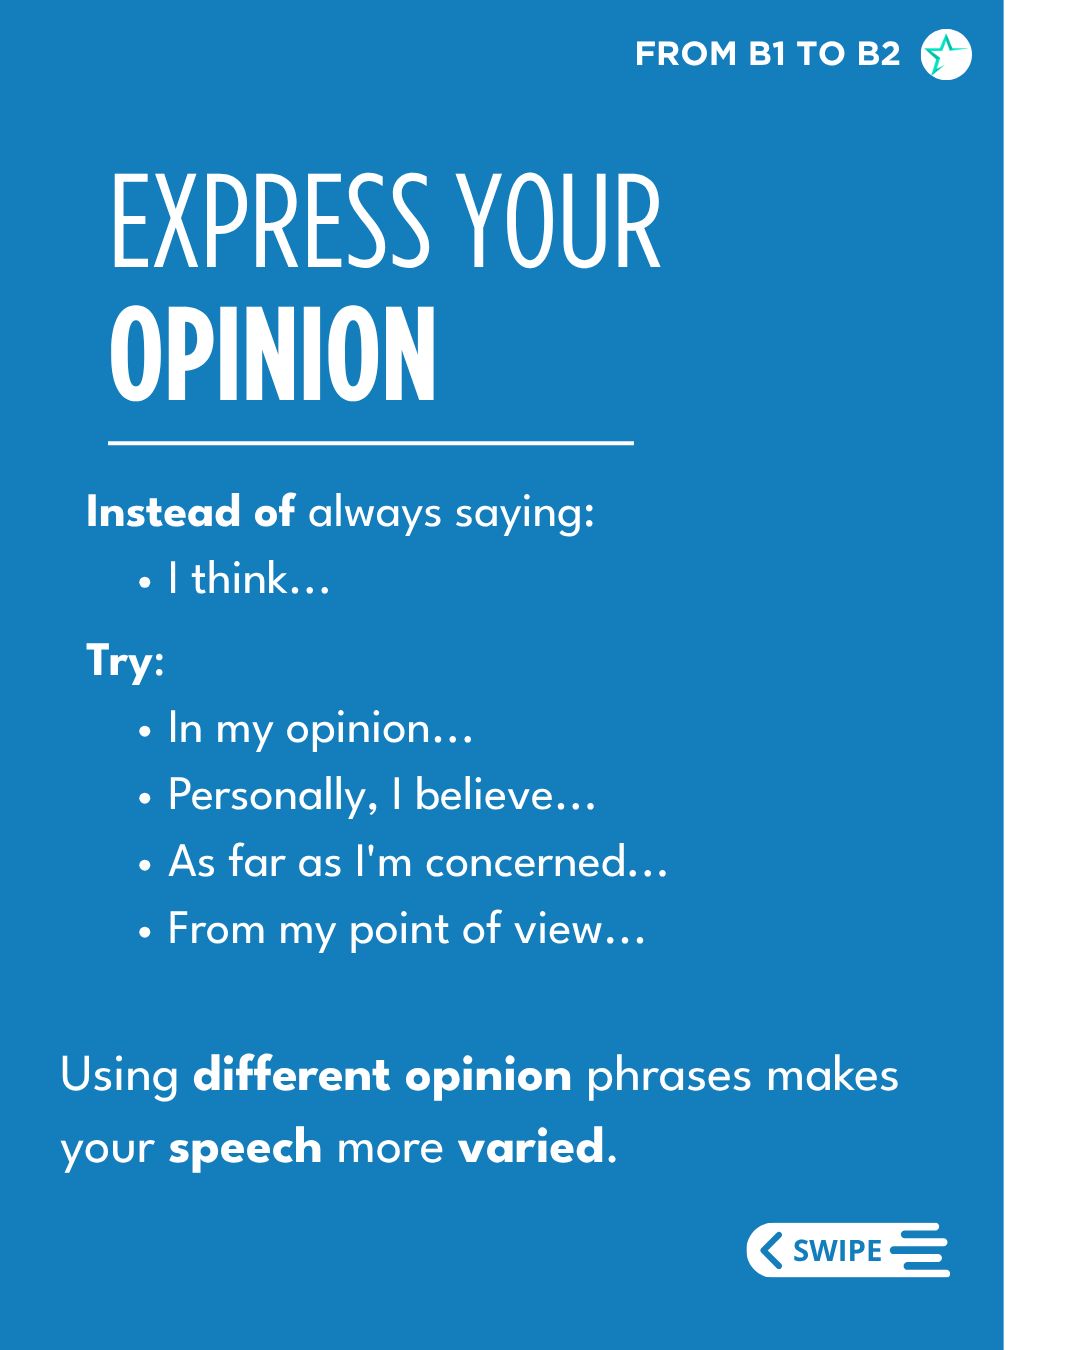 FROM B1 TO B2
EXPRESS YOUR
OPINION
Instead of always saying:
• I think...
Try:
• In my opinion...
• Personally, I believe...
• As far as I'm concerned...
• From my point of view...
Using different opinion phrases makes
your speech more varied.
SWIPE